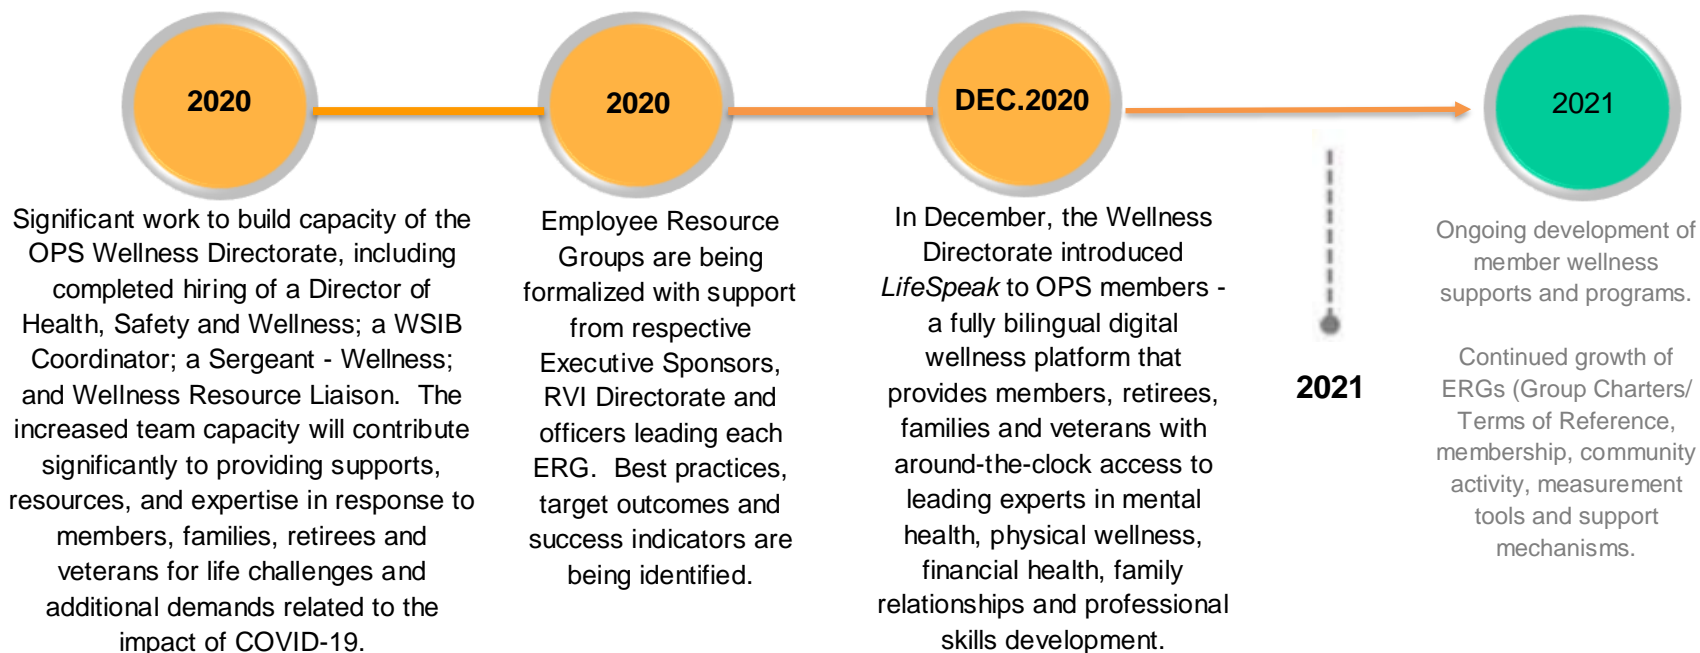 2020
Significant work to build capacity of the
OPS Wellness Directorate, including
completed hiring of a Director of
Health, Safety and Wellness; a WSIB
Coordinator; a Sergeant - Wellness;
and Wellness Resource Liaison.  The
increased team capacity will contribute
significantly to providing supports,
resources, and expertise in response to
members, families, retirees and
veterans for life challenges and
additional demands related to the
impact of COVID-19.
2020
Employee Resource
Groups are being
formalized with support
from respective
Executive Sponsors,
RVI Directorate and
officers leading each
ERG.  Best practices,
target outcomes and
success indicators are
being identified.
DEC.2020
In December, the Wellness
Directorate introduced
LifeSpeak to OPS members -
a fully bilingual digital
wellness platform that
provides members, retirees,
families and veterans with
around-the-clock access to
leading experts in mental
health, physical wellness,
financial health, family
relationships and professional
skills development.
2021
2021
Ongoing development of
member wellness
supports and programs.
Continued growth of
ERGs (Group Charters/
Terms of Reference,
membership, community
activity, measurement
tools and support
mechanisms.